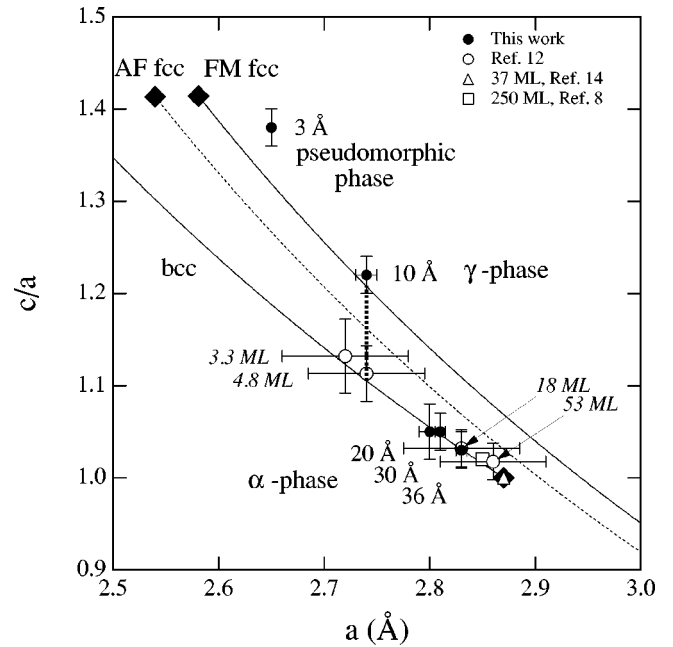 This work
Ref. 12
37 ML, Ref. 14
250 ML, Ref. 8
AF fcc
FM fcc
3 Å
pseudomorphic
phase
bcc
10 Å
γ -phase
3.3 ML
4.8 ML
18 ML
53 ML
20 Å
30 Å
36 Å
α -phase
1.5
1.4
1.3
1.2
1.1
1.0
0.9
c/a
2.5
2.6
2.7
2.8
2.9
3.0
a (Å)